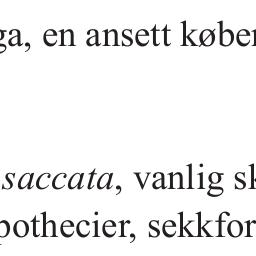 ga, en ansett køber
saccata, vanlig sk
pothecier, sekkfor